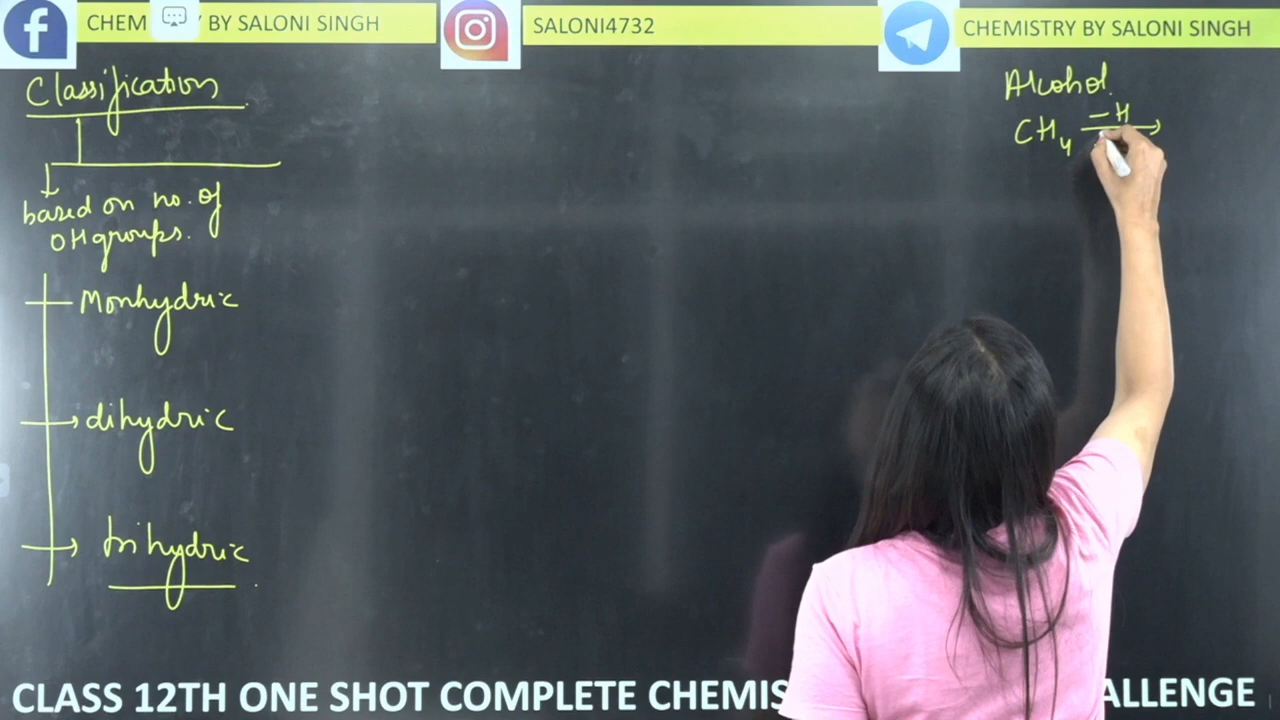 CHEM BY SALONI SINGH
SALONI4732
CHEMISTRY BY SALONI SINGH
Classification
based on no. of
OH groups.
Monhydric
dihydric
trihydric
Alcohol.
CH₄ —H →
CLASS 12TH ONE SHOT COMPLETE CHEMIS ALLENGE